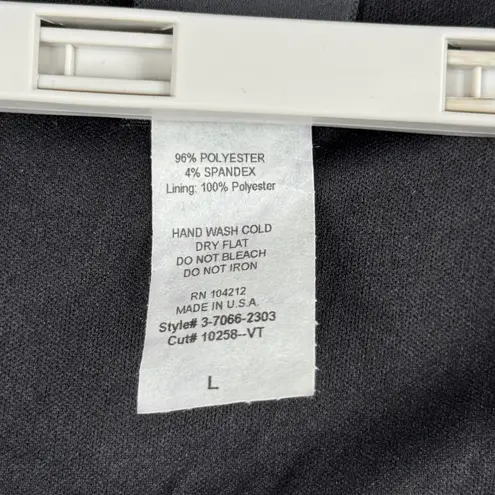 96% POLYESTER
4% SPANDEX
Lining: 100% Polyester
HAND WASH COLD
DRY FLAT
DO NOT BLEACH
DO NOT IRON
RN 104212
MADE IN U.S.A.
Style# 3-7066-2303
Cut# 10258--VT
L